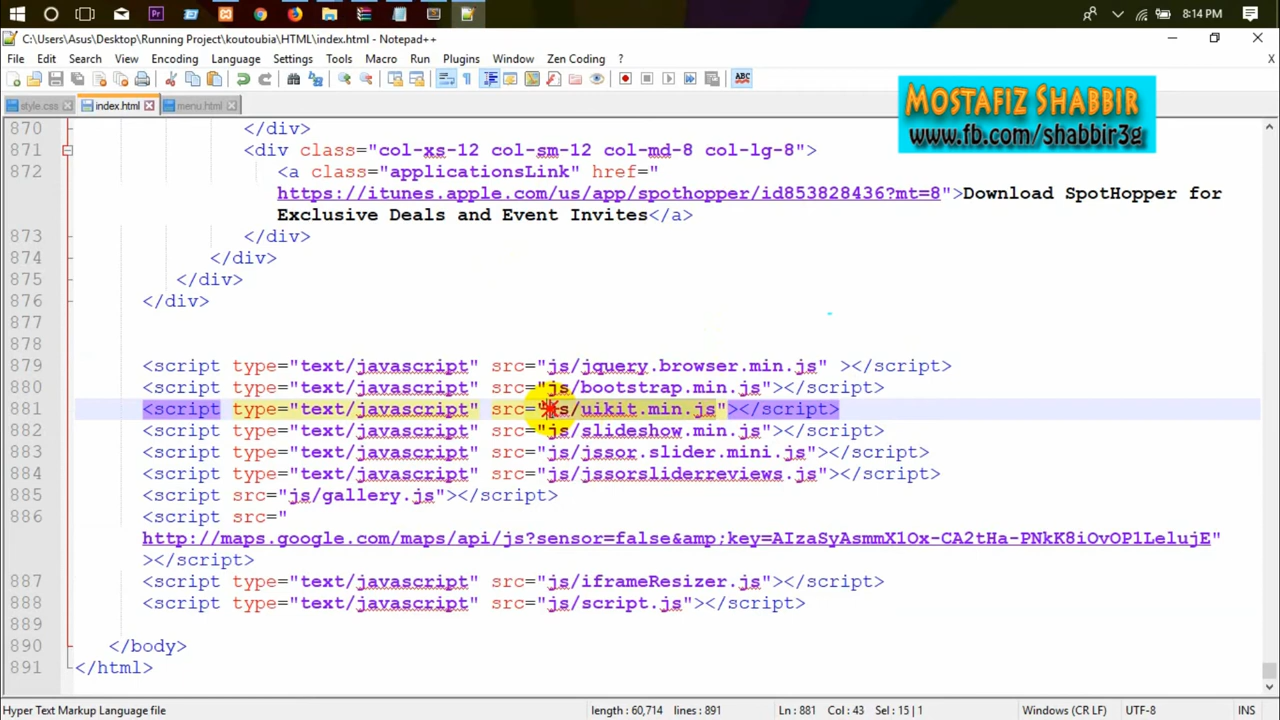 8:14 PM
C:\Users\Asus\Desktop\Running Project\koutoubia\HTML\index.html - Notepad++
File Edit Search View Encoding Language Settings Tools Macro Run Plugins Window Zen Coding ?
X
style.css index.html menu.html
MOSTAFIZ SHABBIR
www.fb.com/shabbir3g
870 </div>
871 <div class="col-xs-12 col-sm-12 col-md-8 col-lg-8">
872 <a class="applicationsLink" href="
https://itunes.apple.com/us/app/spothopper/id853828436?mt=8">Download SpotHopper for
Exclusive Deals and Event Invites</a>
873 </div>
874 </div>
875 </div>
876 </div>
877
878
879 <script type="text/javascript" src="js/jquery.browser.min.js" ></script>
880 <script type="text/javascript" src="js/bootstrap.min.js"></script>
881 <script type="text/javascript" src="js/uikit.min.js"></script>
882 <script type="text/javascript" src="js/slideshow.min.js"></script>
883 <script type="text/javascript" src="js/jssor.slider.mini.js"></script>
884 <script type="text/javascript" src="js/jssorsliderreviews.js"></script>
885 <script src="js/gallery.js"></script>
886 <script src="
http://maps.google.com/maps/api/js?sensor=false&amp;key=AIzaSyAsmmX1Ox-CA2tHa-PNkK8iOvOP1LelujE"
></script>
887 <script type="text/javascript" src="js/iframeResizer.js"></script>
888 <script type="text/javascript" src="js/script.js"></script>
889
890 </body>
891 </html>
Hyper Text Markup Language file length : 60,714 lines : 891 Ln : 881 Col : 43 Sel : 15 | 1 Windows (CR LF) UTF-8 INS